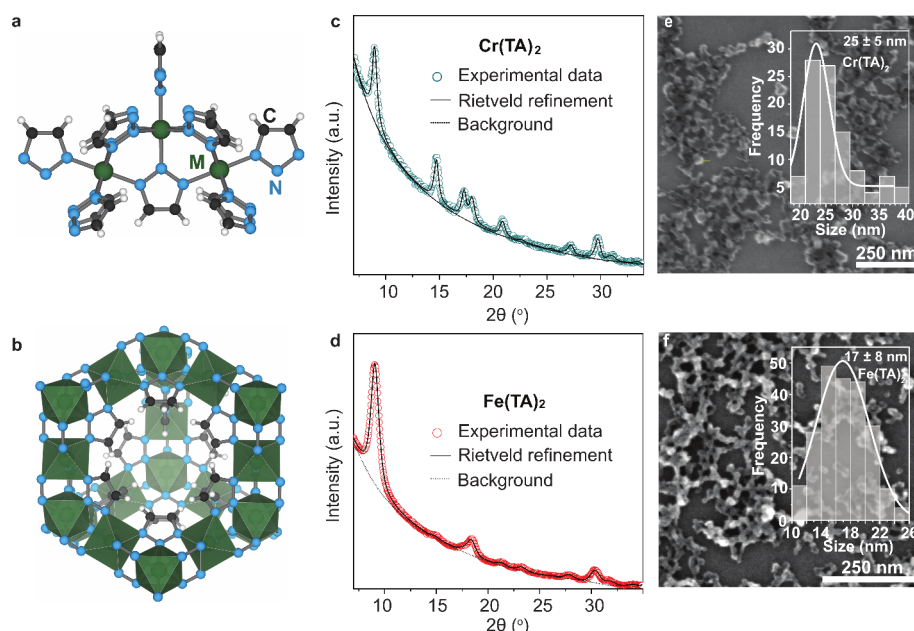 a
C
M
N
b
c
Cr(TA)2
Experimental data
Rietveld refinement
Background
Intensity (a.u.)
10 15 20 25 30
2θ (°)
d
Fe(TA)2
Experimental data
Rietveld refinement
Background
Intensity (a.u.)
10 15 20 25 30
2θ (°)
e
25 ± 5 nm
Cr(TA)2
Frequency
30
25
20
15
10
5
20 24 30 32 36 40
Size (nm)
250 nm
f
17 ± 8 nm
Fe(TA)2
Frequency
50
40
30
20
10
0
10 14 18 22 26
Size (nm)
250 nm